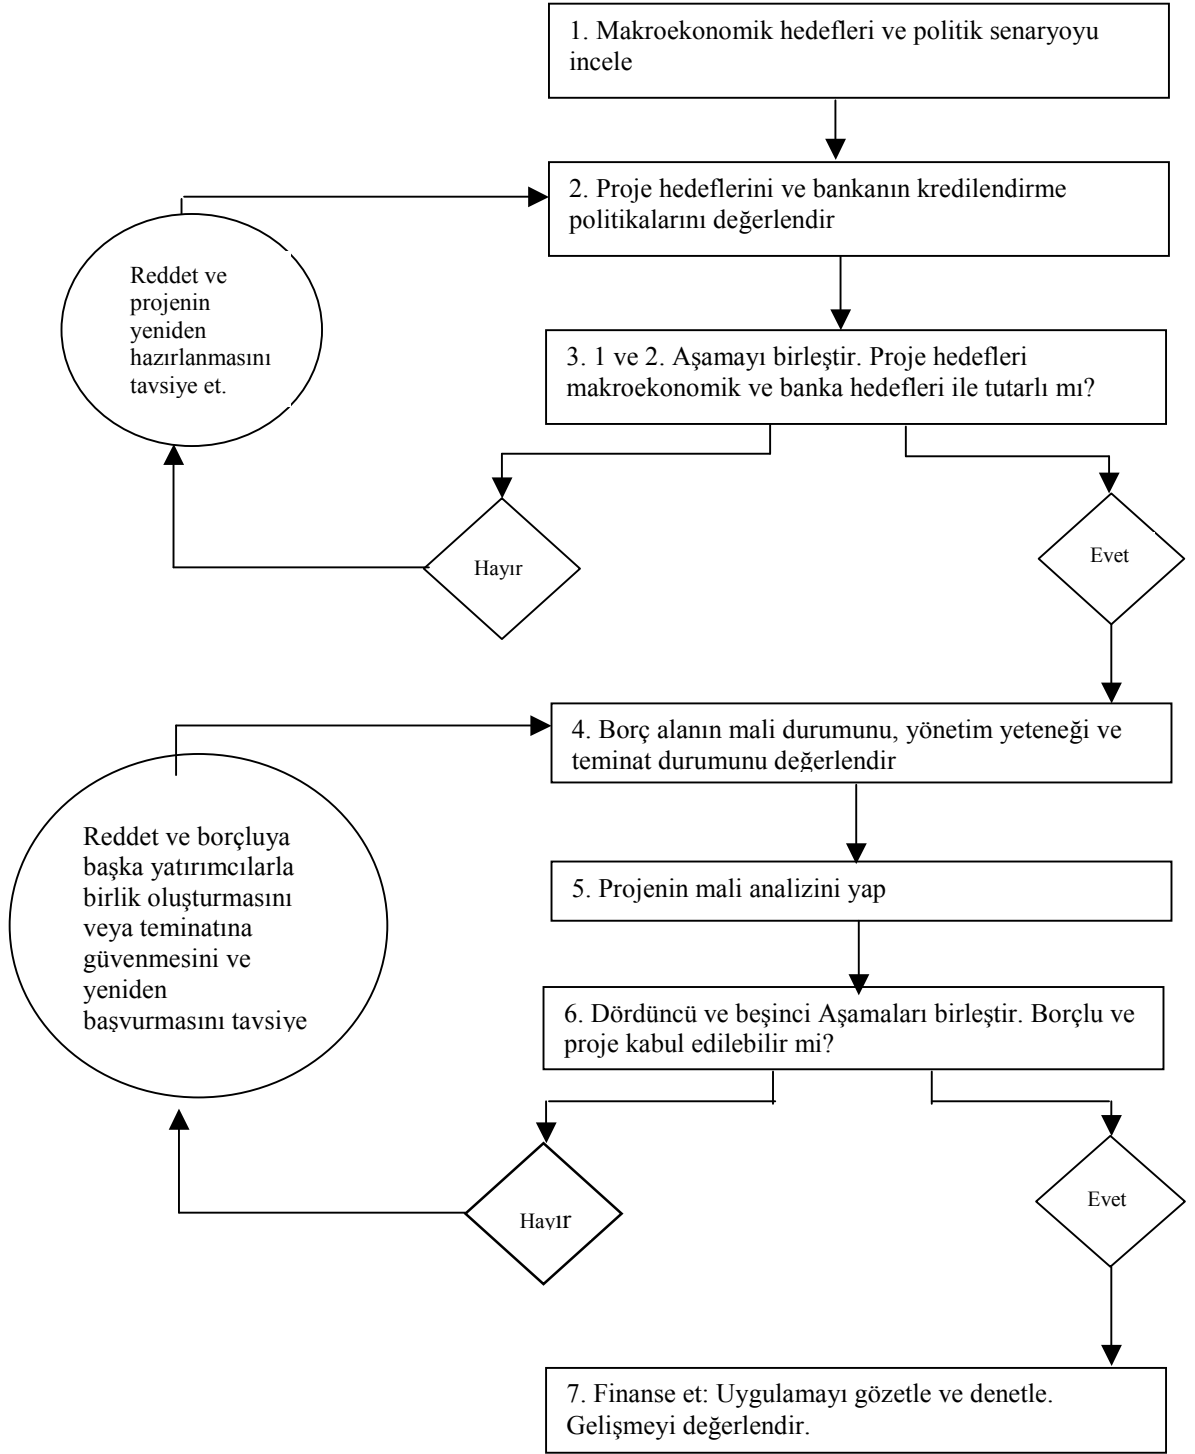 1. Makroekonomik hedefleri ve politik senaryoyu
incele
2. Proje hedeflerini ve bankanın kredilendirme
politikalarını değerlendir
Reddet ve
projenin
yeniden
hazırlanmasını
tavsiye et.
3. 1 ve 2. Aşamayı birleştir. Proje hedefleri
makroekonomik ve banka hedefleri ile tutarlı mı?
Hayır
Evet
4. Borç alanın mali durumunu, yönetim yeteneği ve
teminat durumunu değerlendir
Reddet ve borçluya
başka yatırımcılarla
birlik oluşturmasını
veya teminatına
güvenmesini ve
yeniden
başvurmasını tavsiye
5. Projenin mali analizini yap
6. Dördüncü ve beşinci Aşamaları birleştir. Borçlu ve
proje kabul edilebilir mi?
Hayır
Evet
7. Finanse et: Uygulamayı gözetle ve denetle.
Gelişmeyi değerlendir.